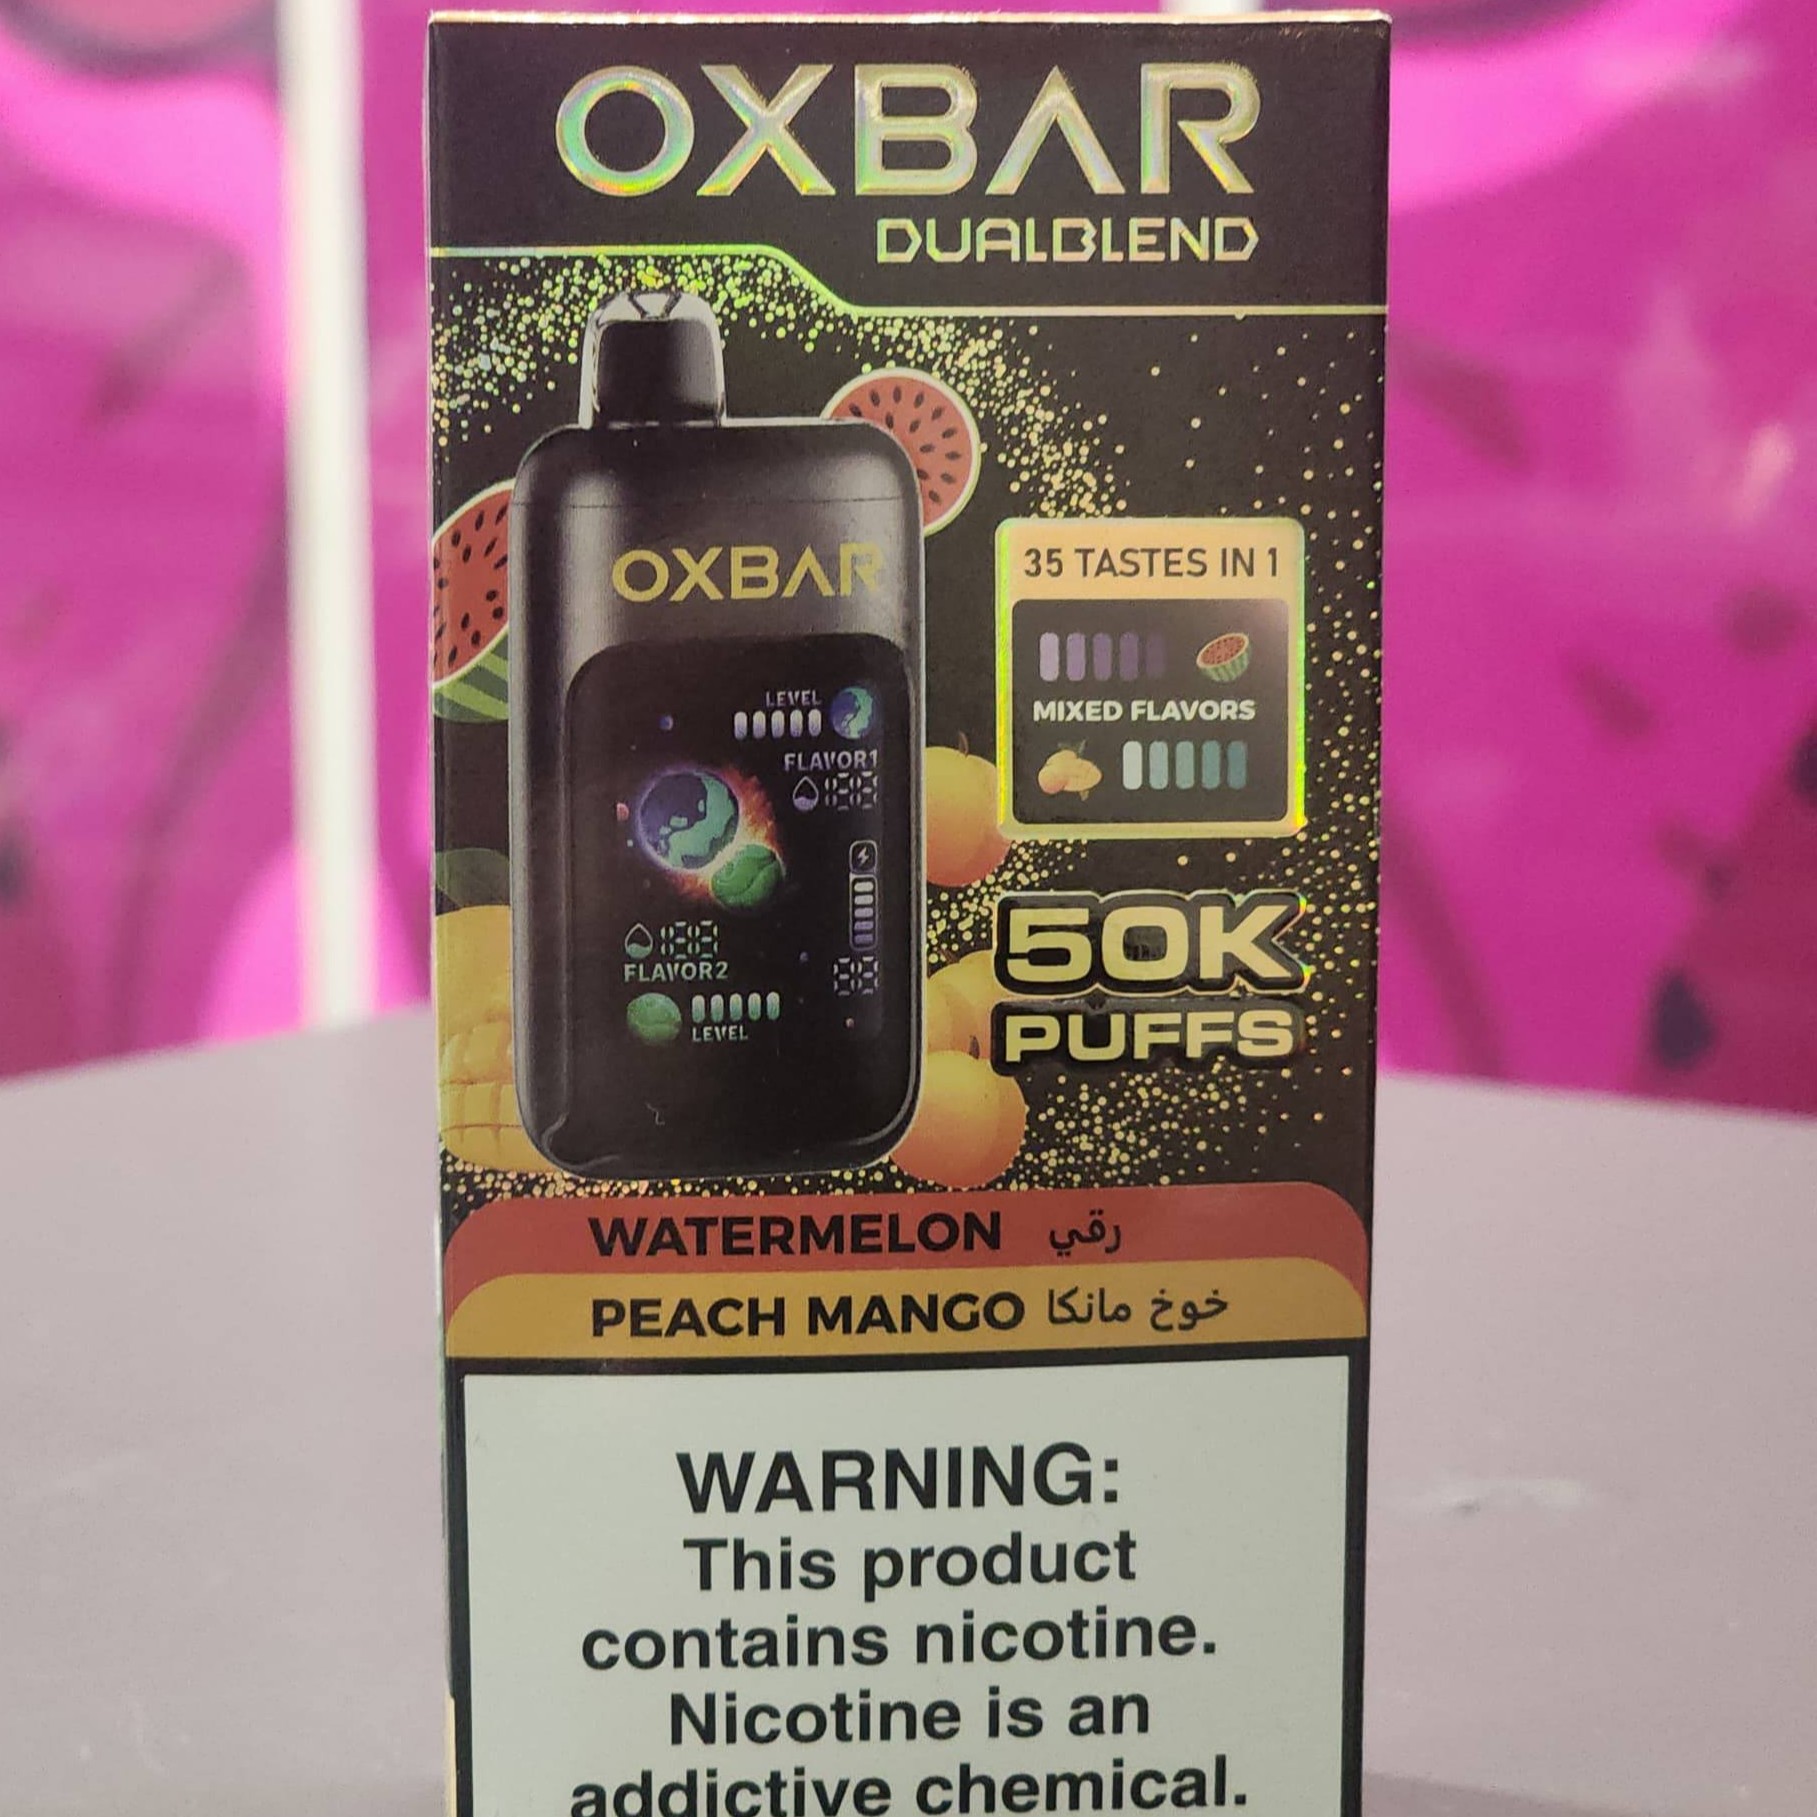 OXBAR
DUALBLEND
OXBAR
35 TASTES IN 1
MIXED FLAVORS
LEVEL
FLAVOR1
FLAVOR2
LEVEL
50K
PUFFS
WATERMELON رقي
PEACH MANGO خوخ مانكا
WARNING:
This product
contains nicotine.
Nicotine is an
addictive chemical.